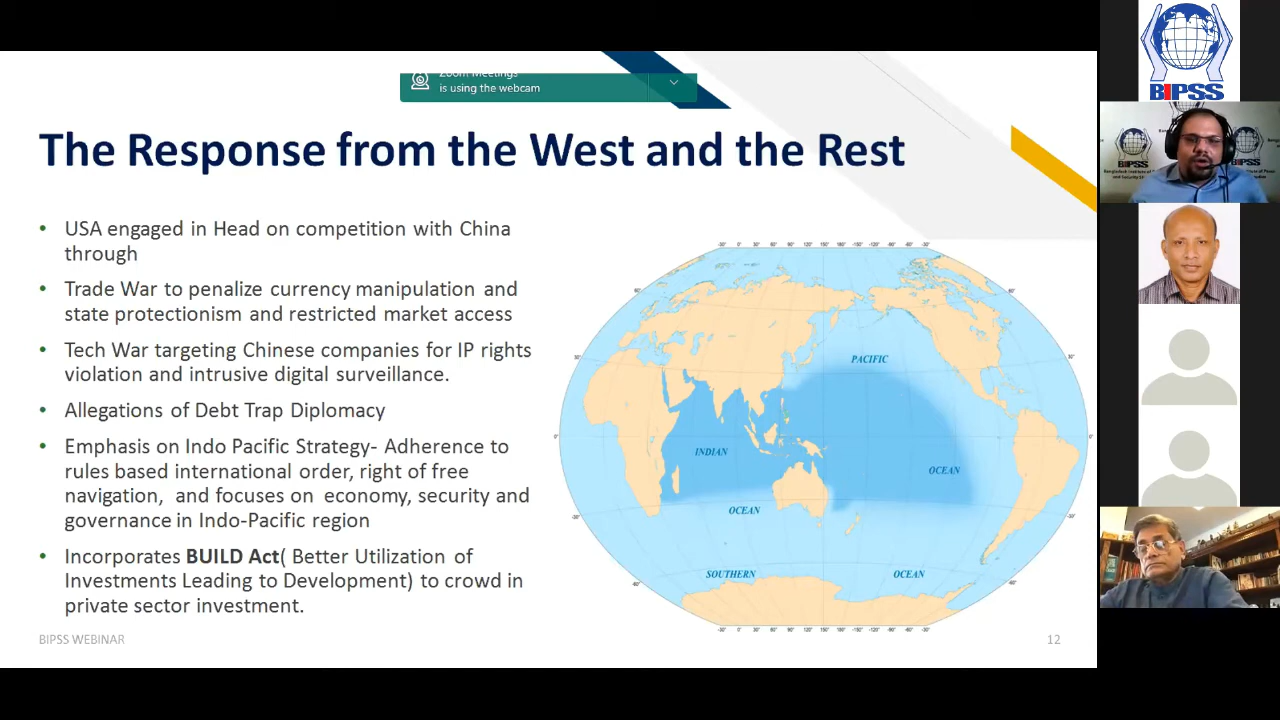 Zoom Meetings
is using the webcam
The Response from the West and the Rest
• USA engaged in Head on competition with China
through
• Trade War to penalize currency manipulation and
state protectionism and restricted market access
• Tech War targeting Chinese companies for IP rights
violation and intrusive digital surveillance.
• Allegations of Debt Trap Diplomacy
• Emphasis on Indo Pacific Strategy- Adherence to
rules based international order, right of free
navigation, and focuses on economy, security and
governance in Indo-Pacific region
• Incorporates BUILD Act( Better Utilization of
Investments Leading to Development) to crowd in
private sector investment.
PACIFIC
INDIAN
OCEAN
OCEAN
SOUTHERN
OCEAN
BIPSS WEBINAR
12
BIPSS
BIPSS
BIPSS